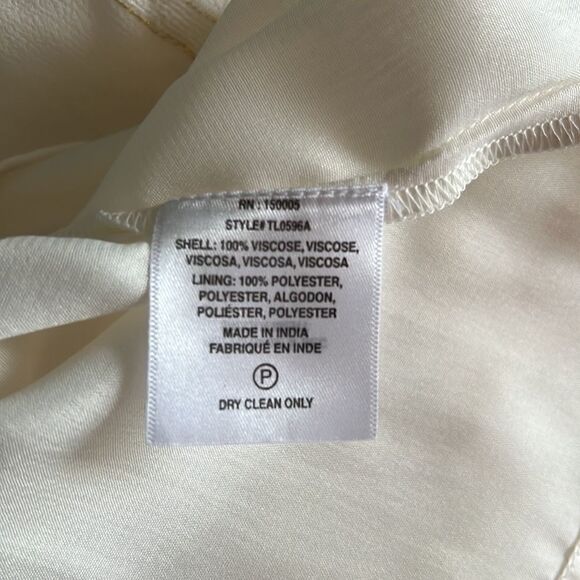 RN : 150005
STYLE# TL0596A
SHELL: 100% VISCOSE, VISCOSE,
VISCOSA, VISCOSA, VISCOSA
LINING: 100% POLYESTER,
POLYESTER, ALGODON,
POLIÉSTER, POLYESTER
MADE IN INDIA
FABRIQUÉ EN INDE
P
DRY CLEAN ONLY